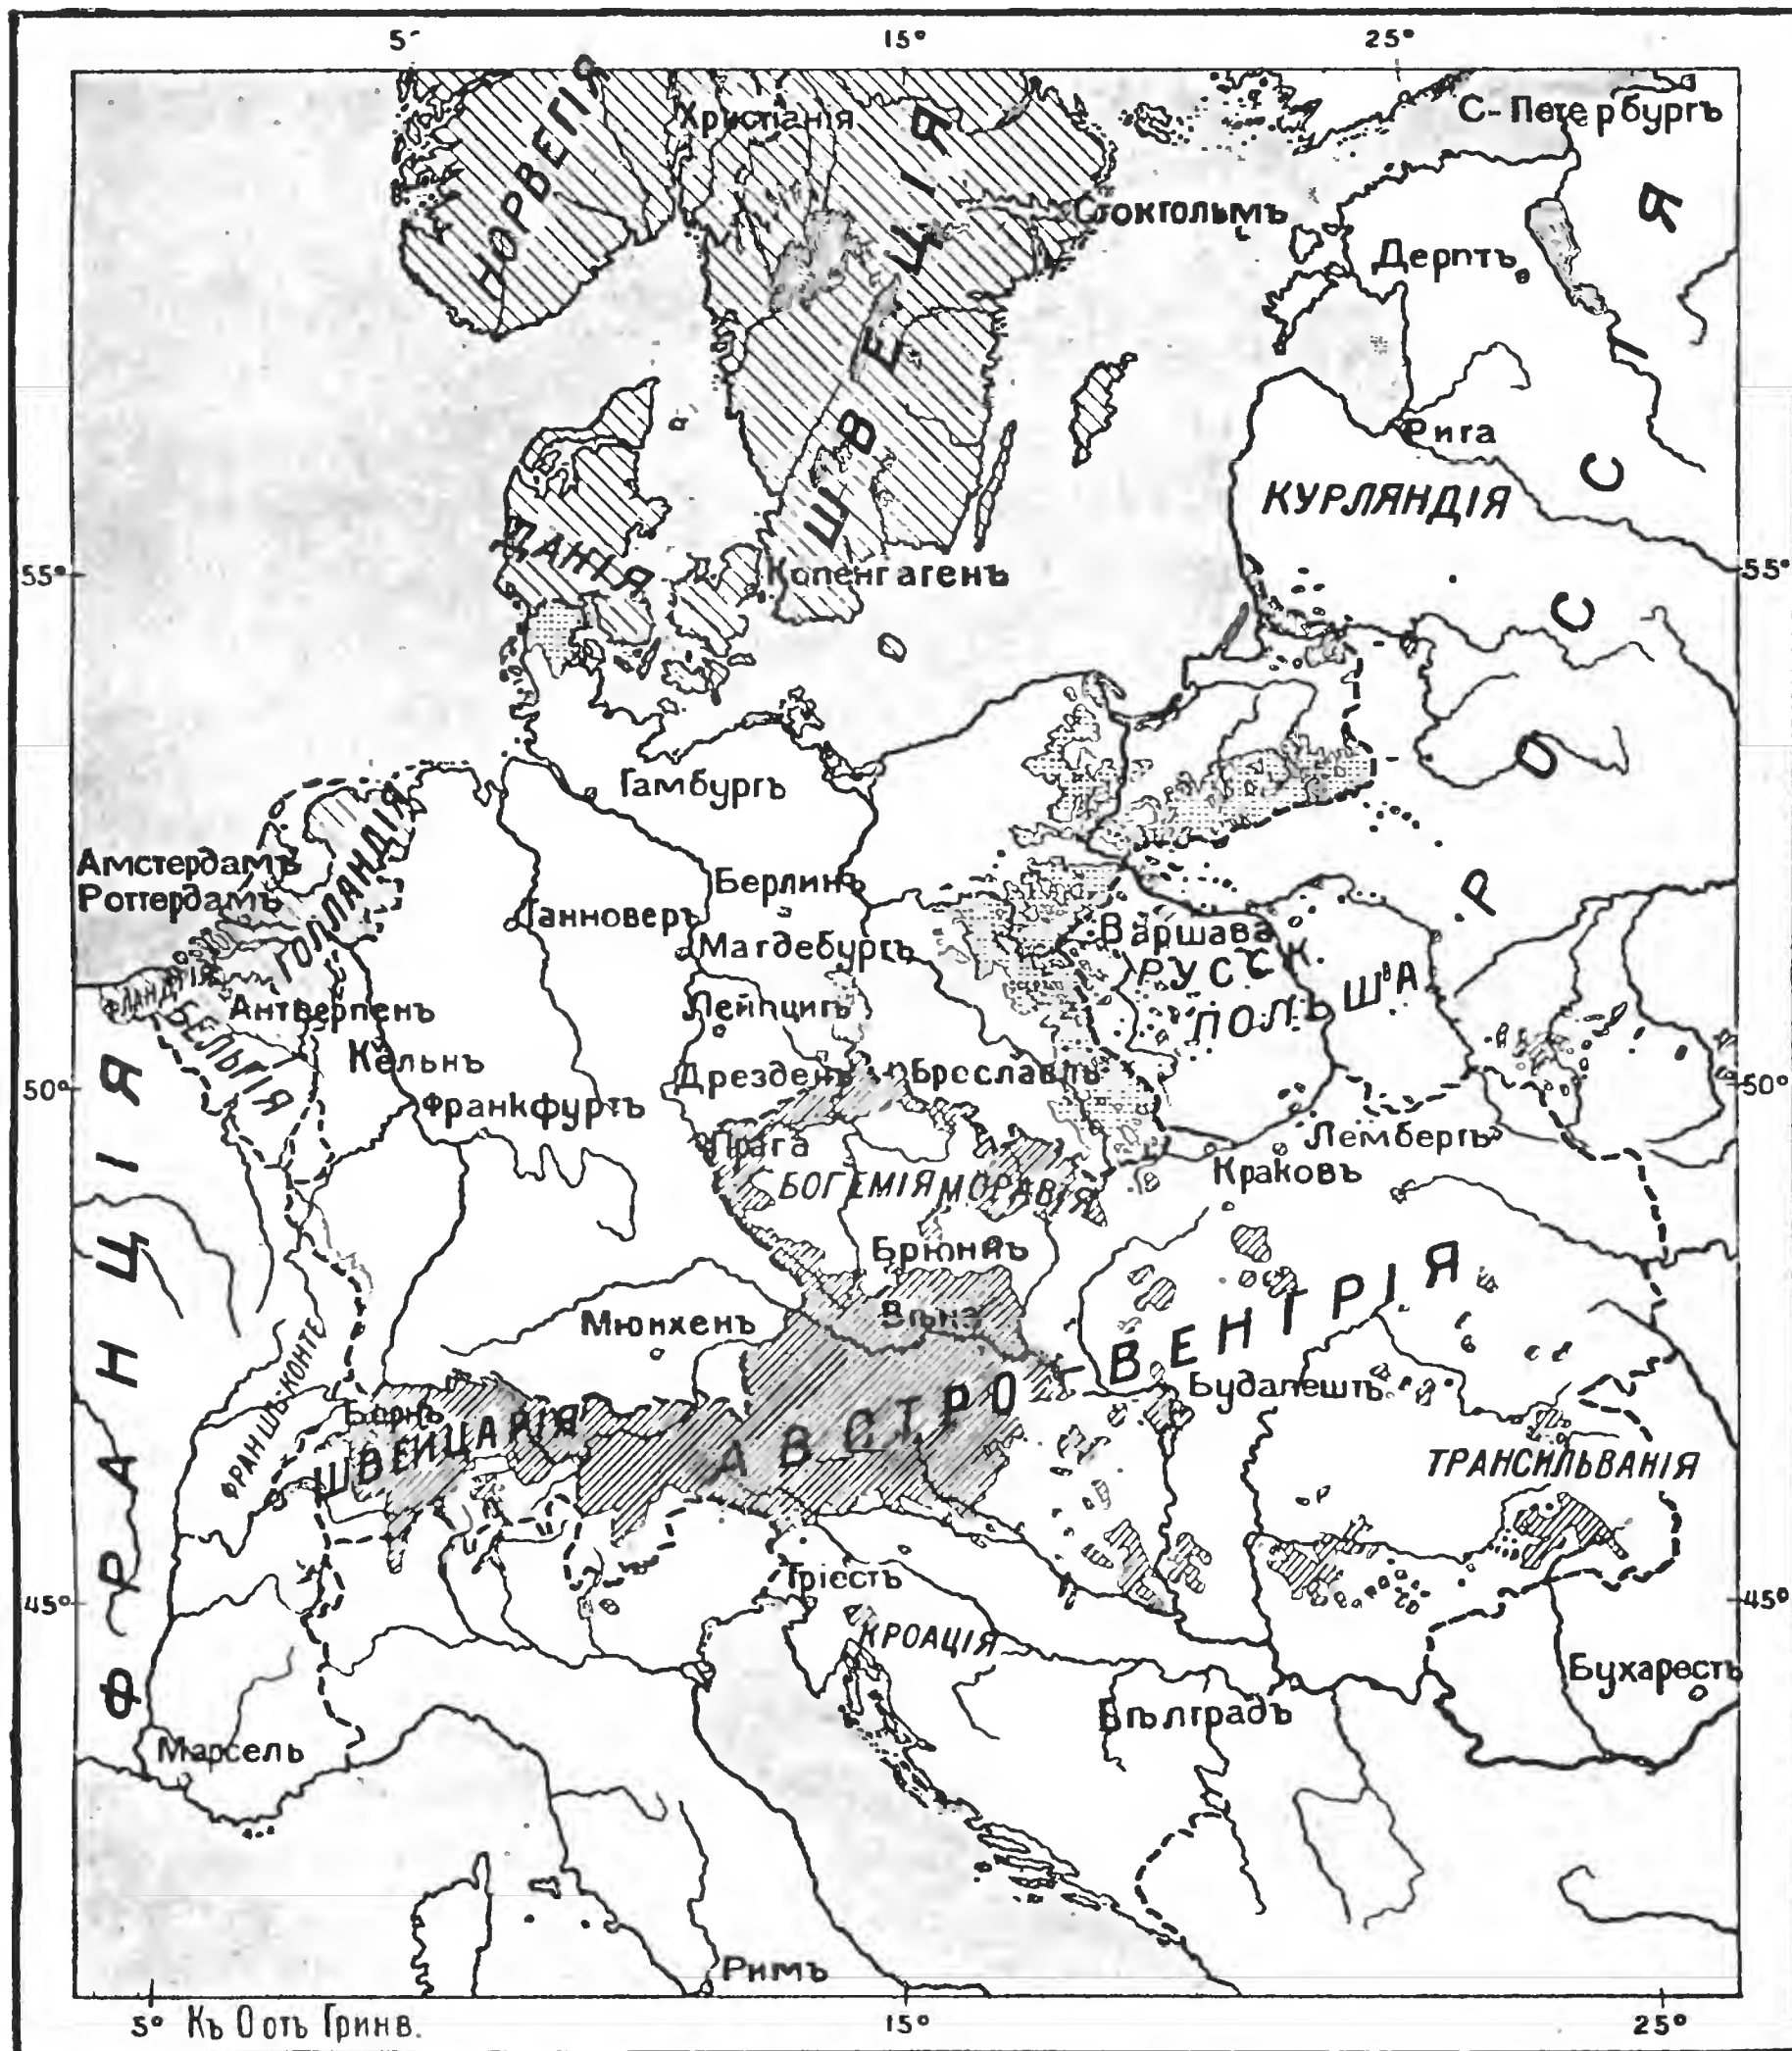 5°
15°
25°
НОРВЕГІЯ
Христіанія
ШВЕЦІЯ
С-Петербургъ
Стокгольмъ
Дерптъ
РОССІЯ
Рига
КУРЛЯНДІЯ
ДАНІЯ
Копенгагенъ
55°
55°
Гамбургъ
Амстердамъ
Роттердамъ
ГОЛЛАНДІЯ
Берлинъ
Ганноверъ
Магдебургъ
Варшава
РУССК.
ПОЛЬША
ФЛАНДРІЯ
БЕЛЬГІЯ
Антверпенъ
Лейпцигъ
Кельнъ
Дрезденъ
Бреславль
50°
50°
Франкфуртъ
Прага
Лембергъ
Краковъ
БОГЕМІЯ
МОРАВІЯ
Брюннъ
ФРАНЦІЯ
Мюнхенъ
Вѣна
АВСТРО-ВЕНГРІЯ
Будапештъ
ФРАНШЪ-КОНТЕ
Бернъ
ШВЕЙЦАРІЯ
ТРАНСИЛЬВАНІЯ
45°
45°
Тріестъ
КРОАЦІЯ
Бухарестъ
Бѣлградъ
Марсель
Римъ
5°
Къ О отъ Гринв.
15°
25°